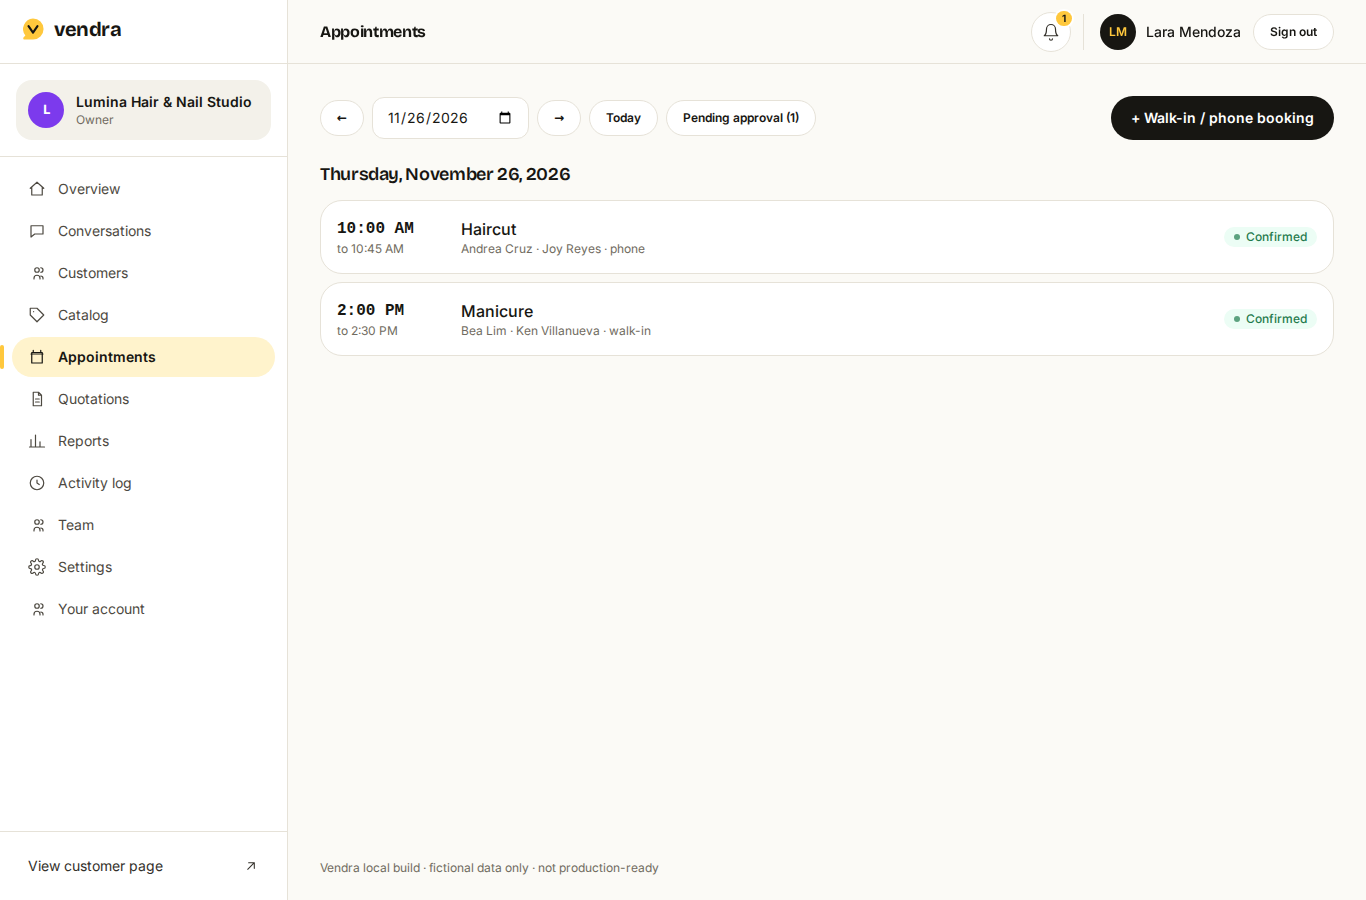 vendra
Appointments
1
LM
Lara Mendoza
Sign out
L
Lumina Hair & Nail Studio
Owner
← 11/26/2026 → Today Pending approval (1) + Walk-in / phone booking
Thursday, November 26, 2026
Overview
Conversations
Customers
Catalog
Appointments
Quotations
Reports
Activity log
Team
Settings
Your account
10:00 AM
to 10:45 AM
Haircut
Andrea Cruz · Joy Reyes · phone
Confirmed
2:00 PM
to 2:30 PM
Manicure
Bea Lim · Ken Villanueva · walk-in
Confirmed
View customer page
Vendra local build · fictional data only · not production-ready